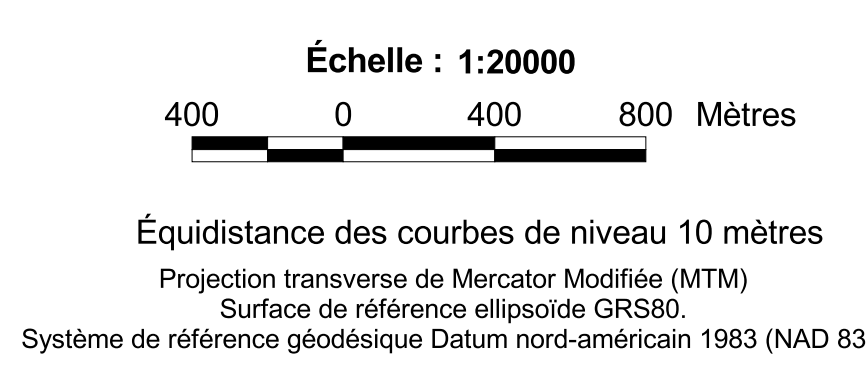 Échelle : 1:20000
400 0 400 800 Mètres
Équidistance des courbes de niveau 10 mètres
Projection transverse de Mercator Modifiée (MTM)
Surface de référence ellipsoïde GRS80.
Système de référence géodésique Datum nord-américain 1983 (NAD 83